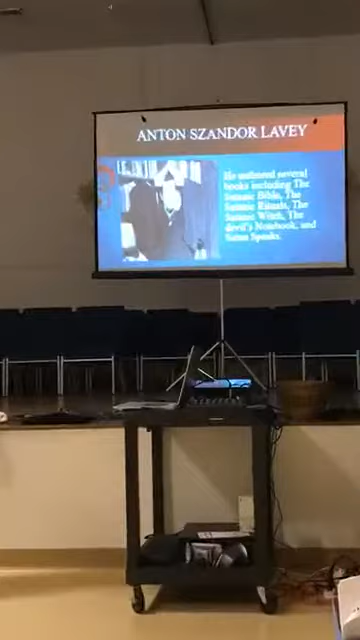 ANTON SZANDOR LAVEY
He authored several
books including The
Satanic Bible, The
Satanic Rituals, The
Satanic Witch, The
devil's Notebook, and
Satan Speaks.